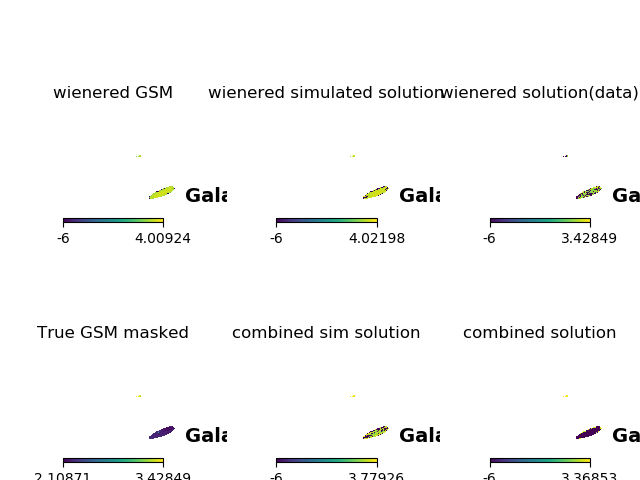 wienered GSM
wienered simulated solution
wienered solution(data)
Gala
Gala
Ga
-6 4.00924
-6 4.02198
-6 3.42849
True GSM masked
combined sim solution
combined solution
Gala
Gala
Ga
2.10871 3.42849
-6 3.77926
-6 3.36853